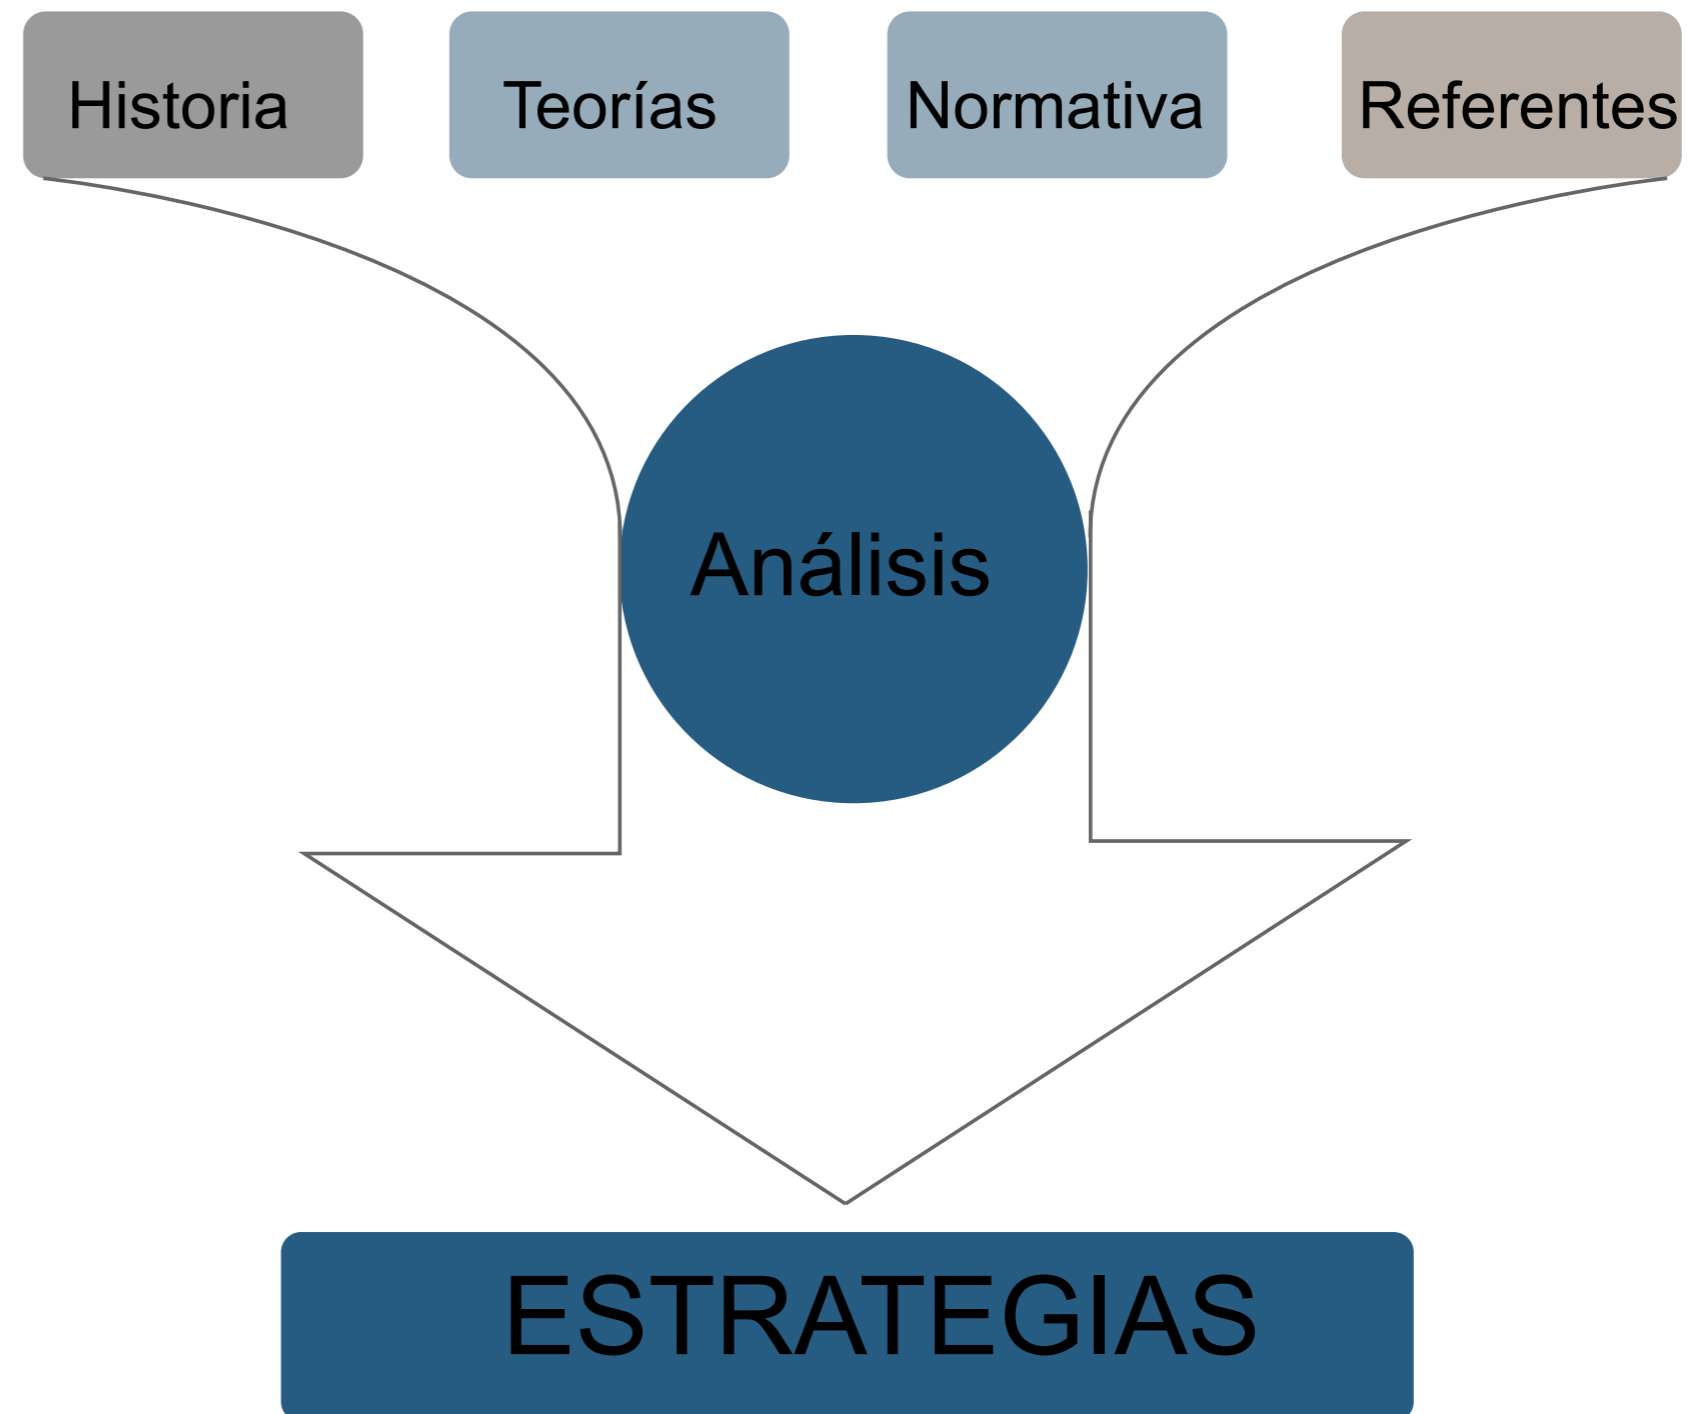 Historia
Teorías
Normativa
Referentes
Análisis
ESTRATEGIAS